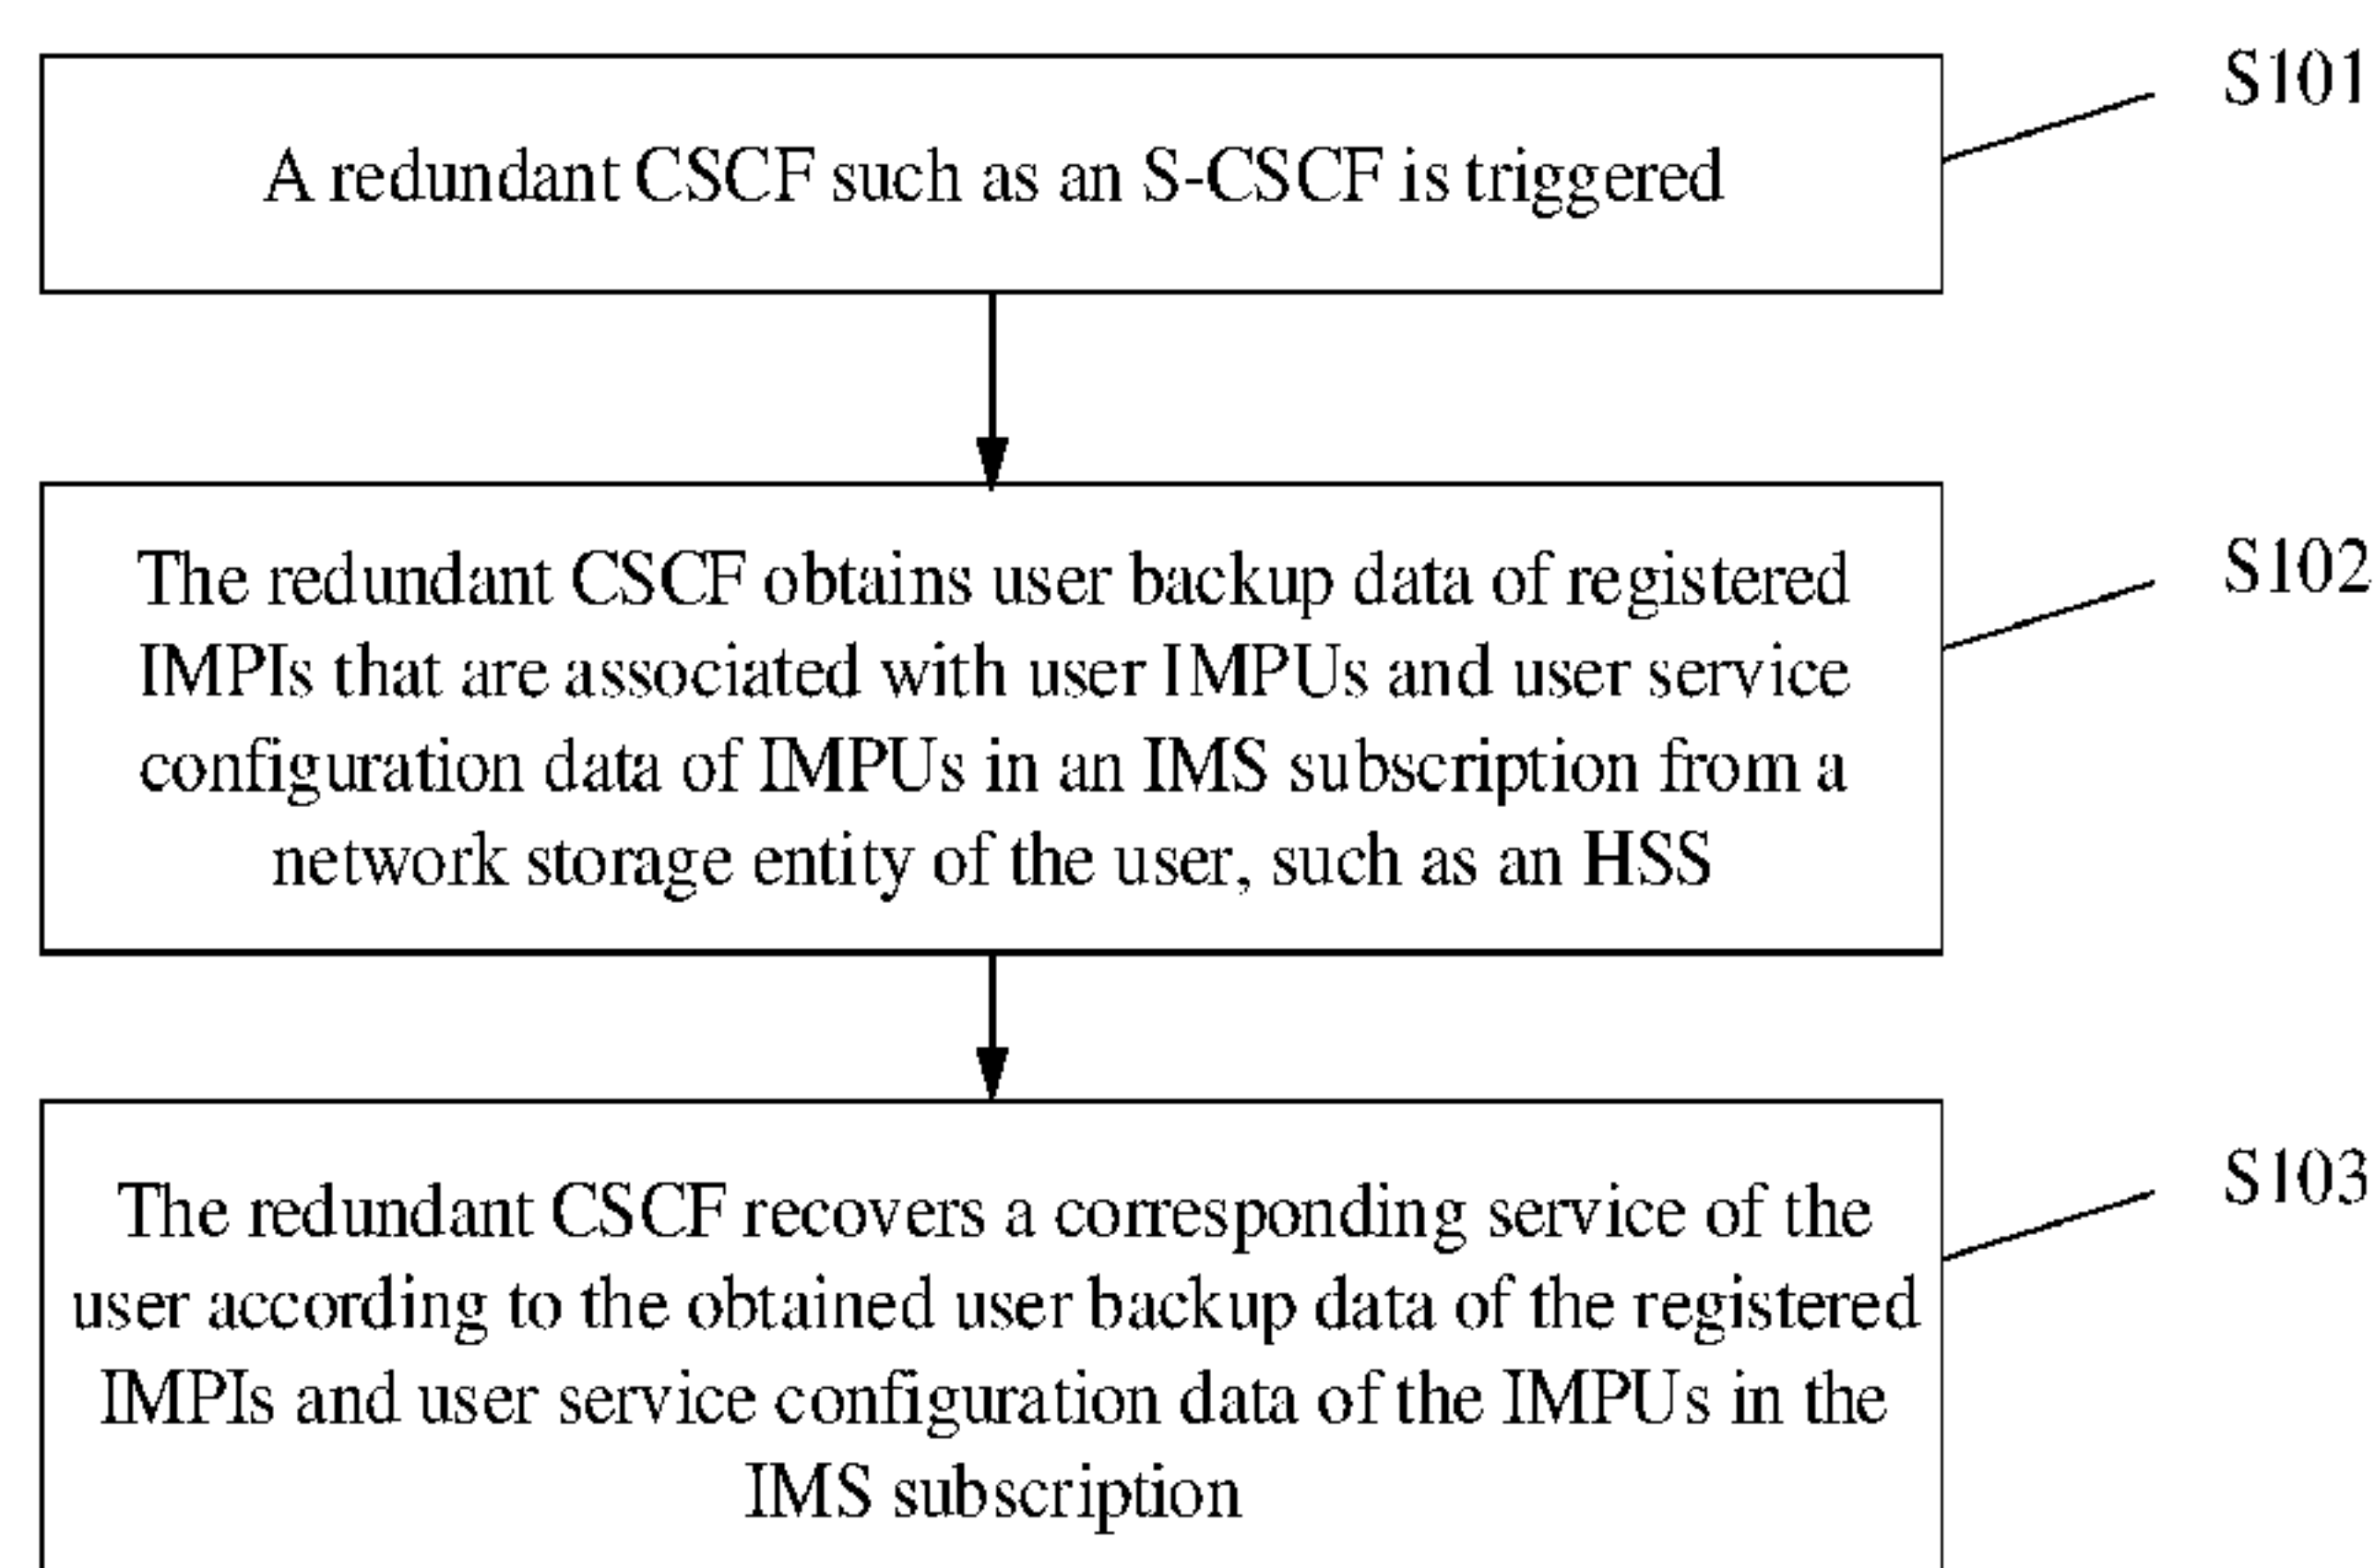 A redundant CSCF such as an S-CSCF is triggered
S101
The redundant CSCF obtains user backup data of registered
IMPIs that are associated with user IMPUs and user service
configuration data of IMPUs in an IMS subscription from a
network storage entity of the user, such as an HSS
S102
The redundant CSCF recovers a corresponding service of the
user according to the obtained user backup data of the registered
IMPIs and user service configuration data of the IMPUs in the
IMS subscription
S103